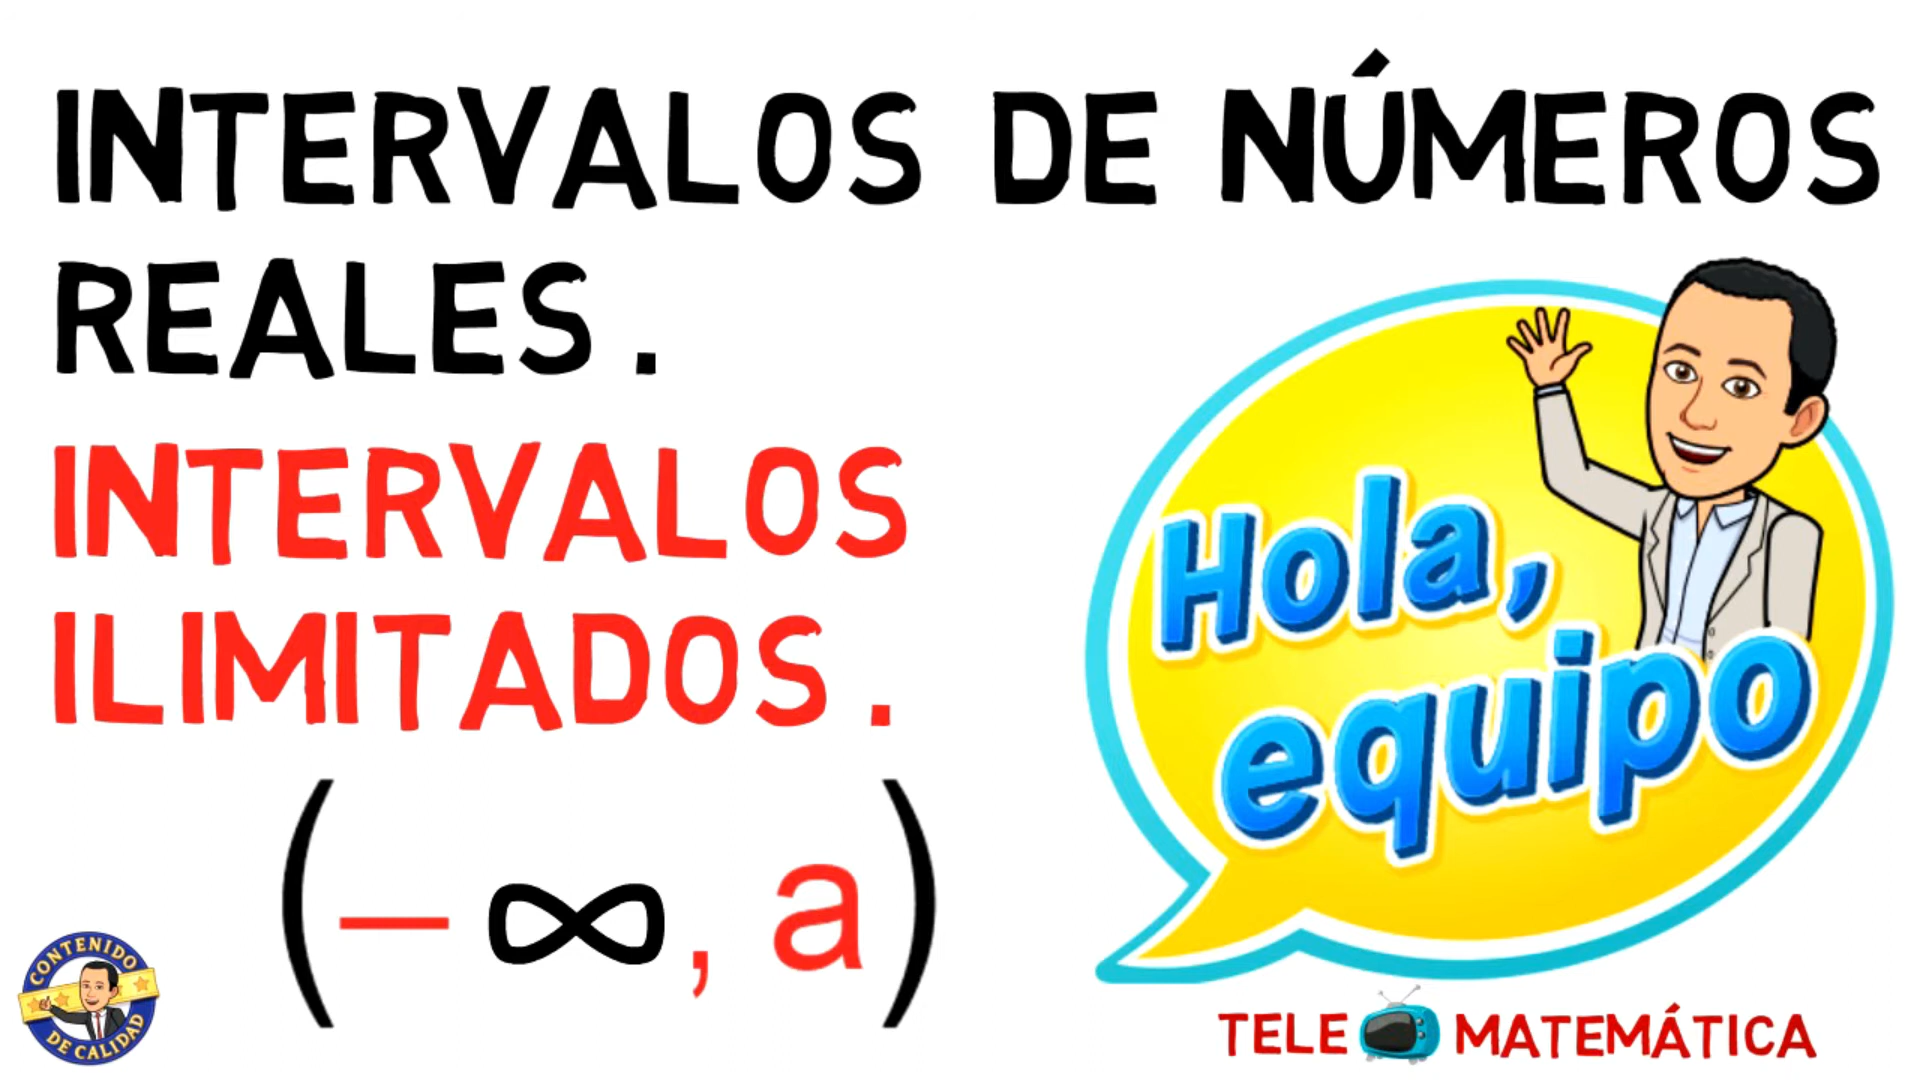 INTERVALOS DE NÚMEROS
REALES.
INTERVALOS
ILIMITADOS.
(−∞, a)
Hola,
equipo
CONTENIDO
DE CALIDAD
TELE MATEMÁTICA